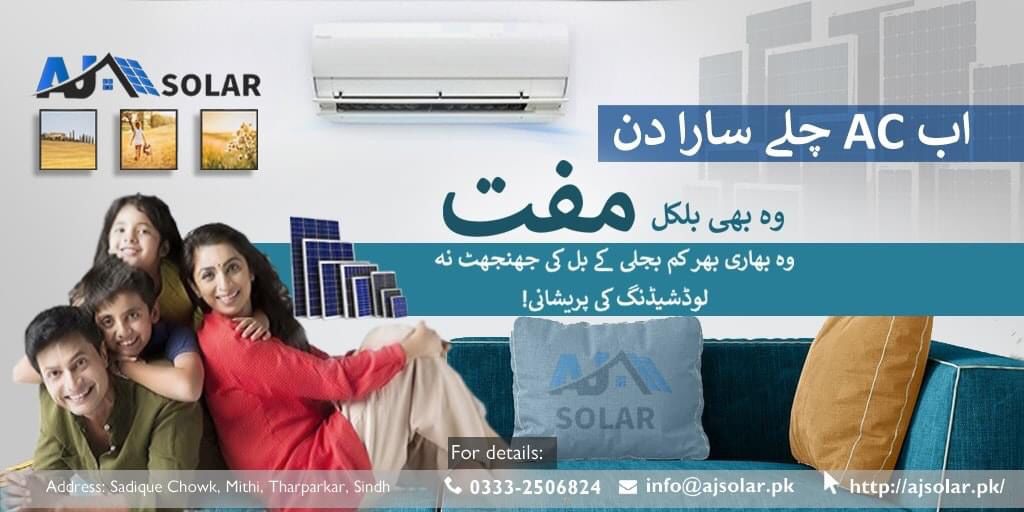 AJ SOLAR
اب AC چلے سارا دن
وہ بھی بلکل مفت
وہ بھاری بھر کم بجلی کے بل کی جھنجھٹ نہ
لوڈشیڈنگ کی پریشانی!
AJ
SOLAR
For details:
Address: Sadique Chowk, Mithi, Tharparkar, Sindh 0333-2506824 info@ajsolar.pk http://ajsolar.pk/